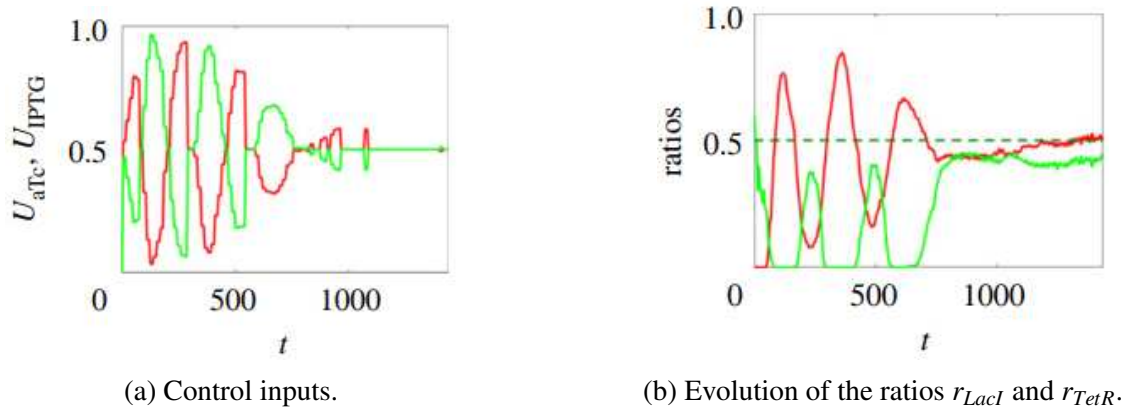 1.0
0.5
0
500
1000
U_aTc, U_IPTG
t
(a) Control inputs.
1.0
0.5
0
500
1000
ratios
t
(b) Evolution of the ratios r_LacI and r_TetR.